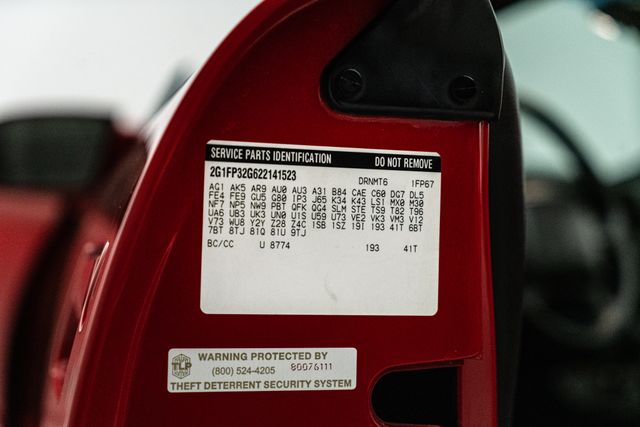 SERVICE PARTS IDENTIFICATION DO NOT REMOVE
2G1FP32G622141523 DRNMT6 1FP67
AG1 AK5 AR9 AU0 AU3 A31 B84 CAE C60 DG7 DL5
FE4 FE9 GU5 G80 IP3 J65 K34 K43 LS1 MX0 M30
NF7 NP5 NW9 PBT QFK QG4 SLM STE TS9 T82 T96
UA6 UB3 UK3 UN0 U1S U59 U73 VE2 VK3 VM3 V12
V73 WU8 Y2Y Z28 Z4C 1SB 1SZ 19I 193 41T 6BT
7BT 8TJ 81Q 81U 9TJ
BC/CC U 8774 193 41T
TLP
WARNING PROTECTED BY
(800) 524-4205 80076111
THEFT DETERRENT SECURITY SYSTEM